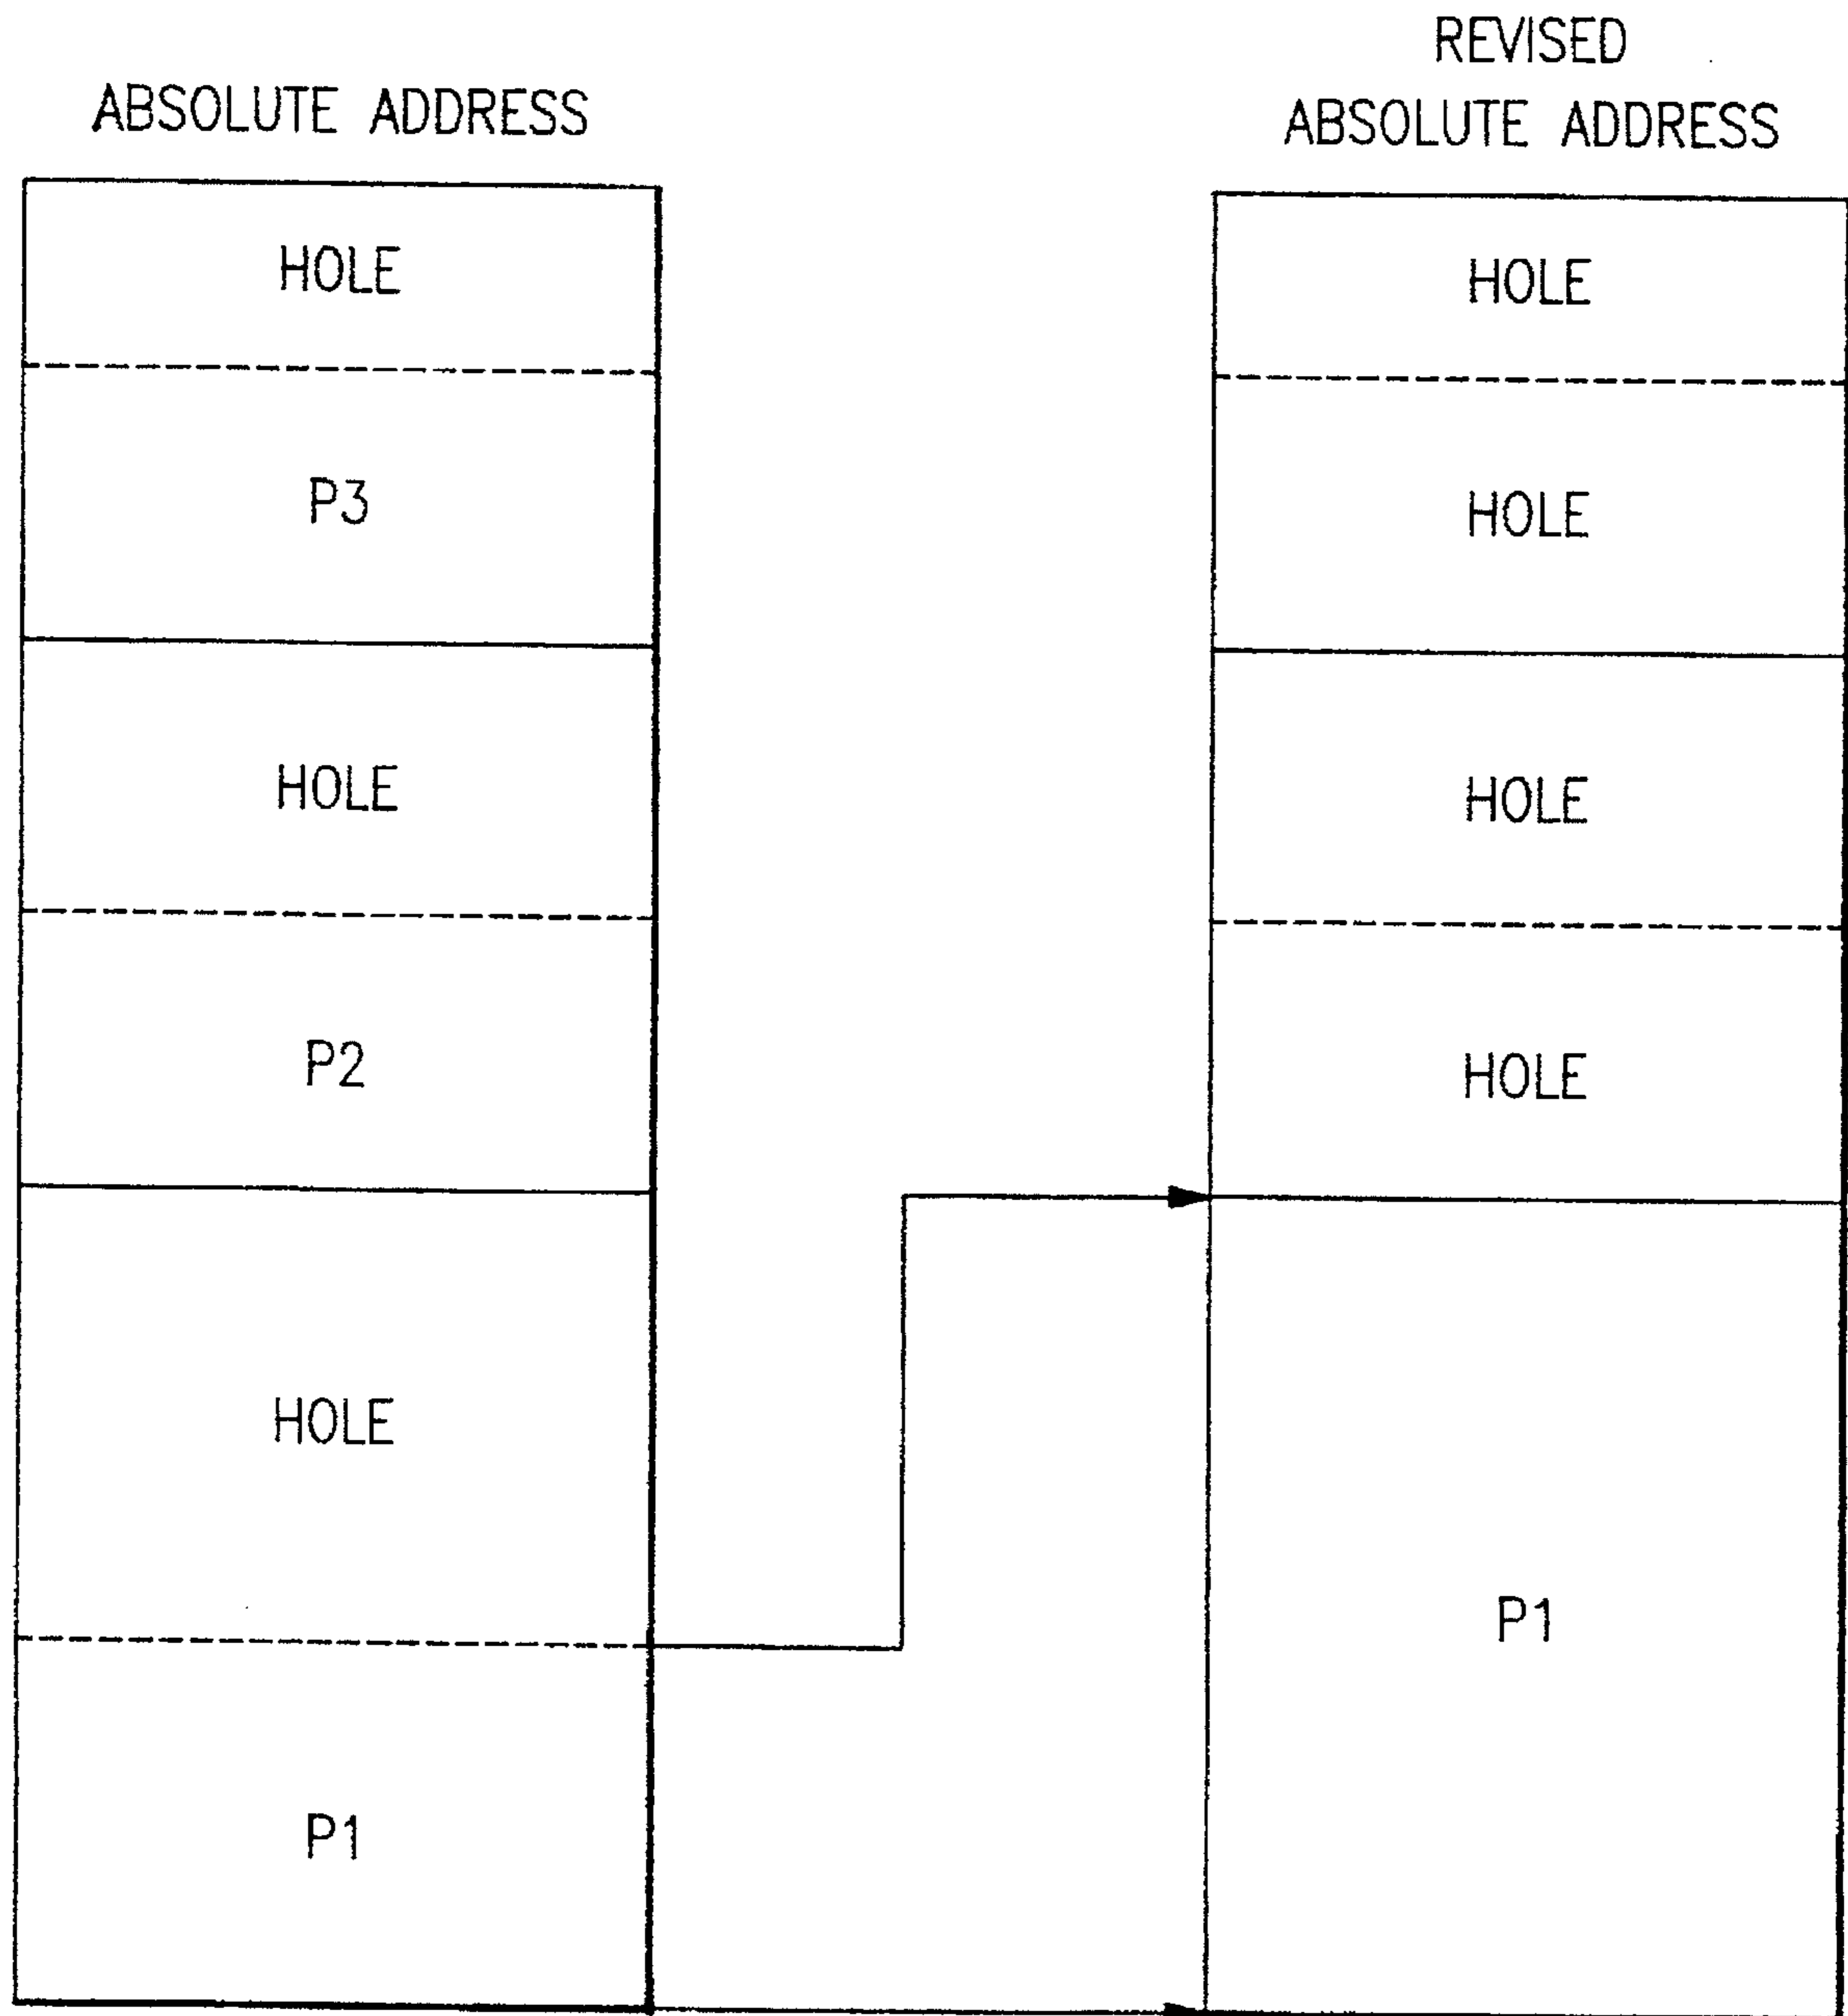 ABSOLUTE ADDRESS
HOLE
P3
HOLE
P2
HOLE
P1
REVISED
ABSOLUTE ADDRESS
HOLE
HOLE
HOLE
HOLE
P1